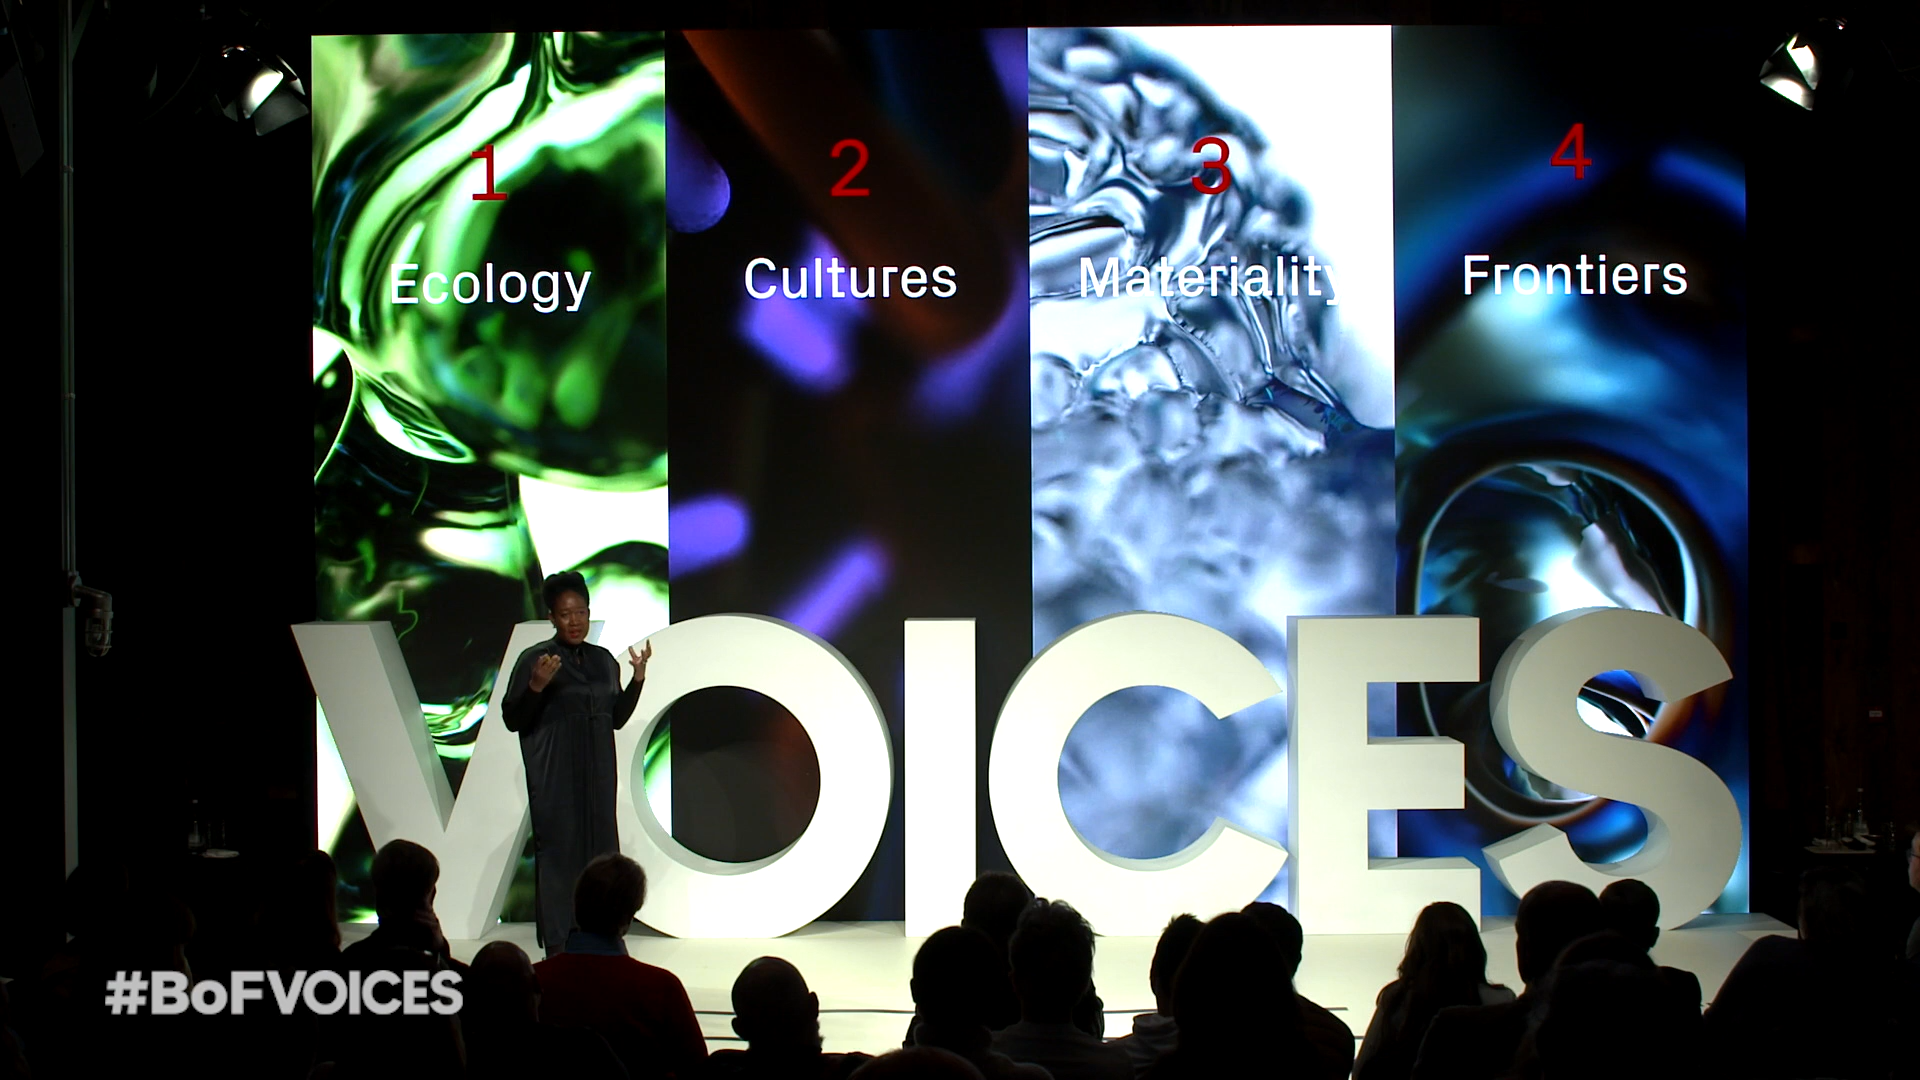 1
Ecology
2
Cultures
3
Materiality
4
Frontiers
VOICES
#BoFVOICES